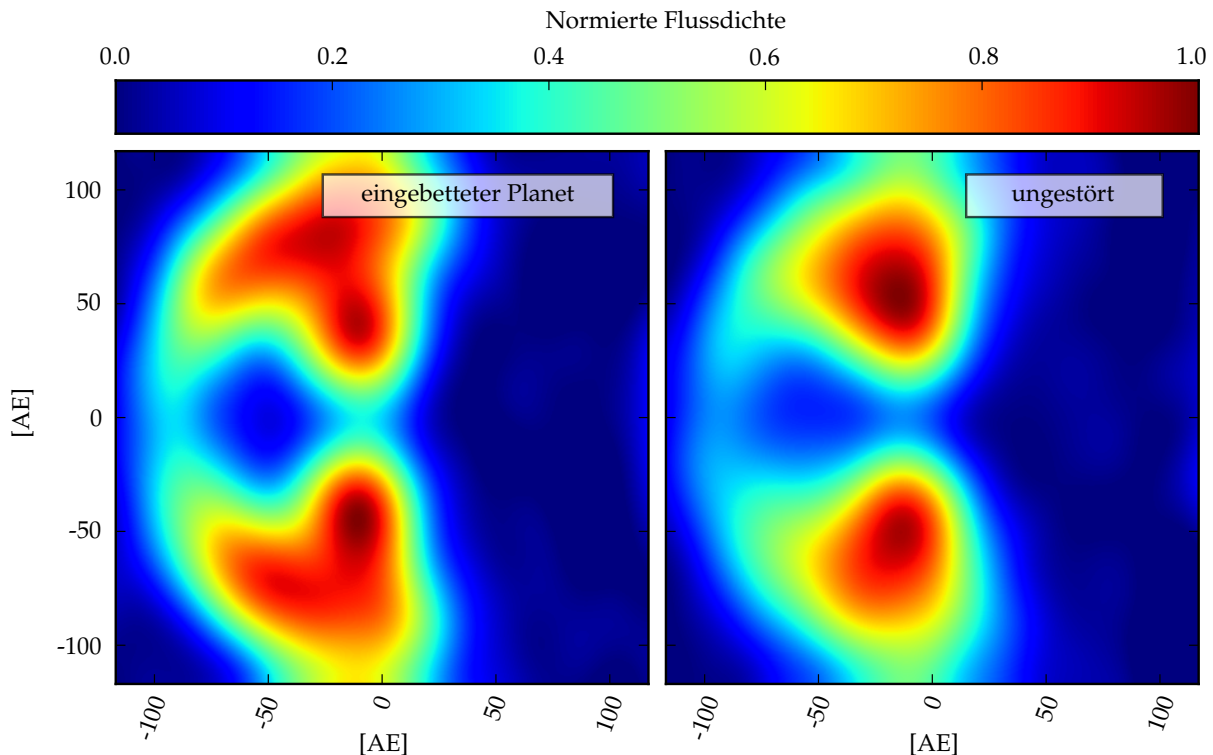 Normierte Flussdichte
0.0 0.2 0.4 0.6 0.8 1.0
eingebetteter Planet
ungestört
100
50
0
-50
-100
[AE]
-100 -50 0 50 100
[AE]
-100 -50 0 50 100
[AE]